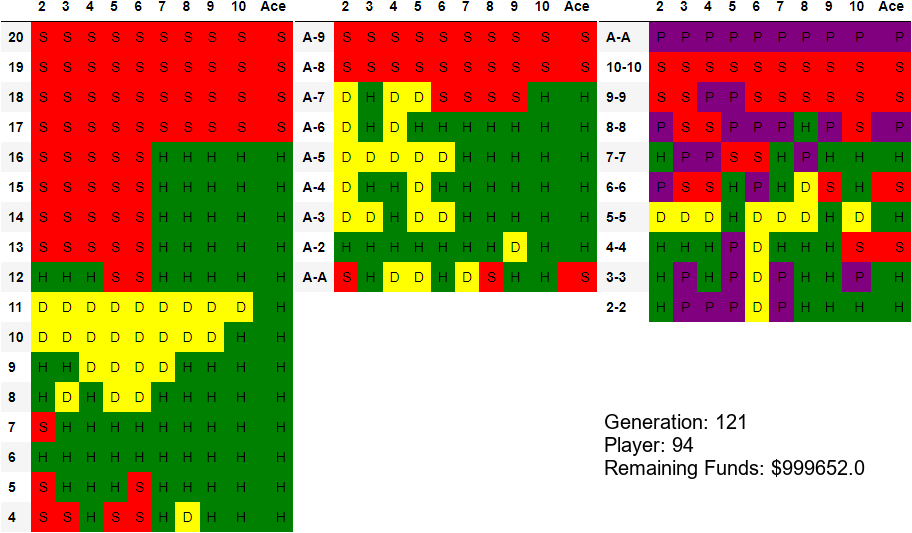 2 3 4 5 6 7 8 9 10 Ace
20 S S S S S S S S S S
19 S S S S S S S S S S
18 S S S S S S S S S S
17 S S S S S S S S S S
16 S S S S S H H H H H
15 S S S S S H H H H H
14 S S S S S H H H H H
13 S S S S S H H H H H
12 H H H S S H H H H H
11 D D D D D D D D D H
10 D D D D D D D D H H
9 H H D D D D H H H H
8 H D H D D H H H H H
7 S H H H H H H H H H
6 H H H H H H H H H H
5 S H H H S H H H H H
4 S S H S S H D H H H
2 3 4 5 6 7 8 9 10 Ace
A-9 S S S S S S S S S S
A-8 S S S S S S S S S S
A-7 D H D D S S S S H H
A-6 D H D H H H H H H H
A-5 D D D D D H H H H H
A-4 D H H D H H H H H H
A-3 D D H D D H H H H H
A-2 H H H H H H H D H H
A-A S H D D H D S H H S
2 3 4 5 6 7 8 9 10 Ace
A-A P P P P P P P P P P
10-10 S S S S S S S S S S
9-9 S S P P S S S S S S
8-8 P S S P P P H P S P
7-7 H P P S S H P H H H
6-6 P S S H P H D S H S
5-5 D D D H D D D H D H
4-4 H H H P D H H H S S
3-3 H P H P D P H H P H
2-2 H P P P D P H H H H
Generation: 121
Player: 94
Remaining Funds: $999652.0